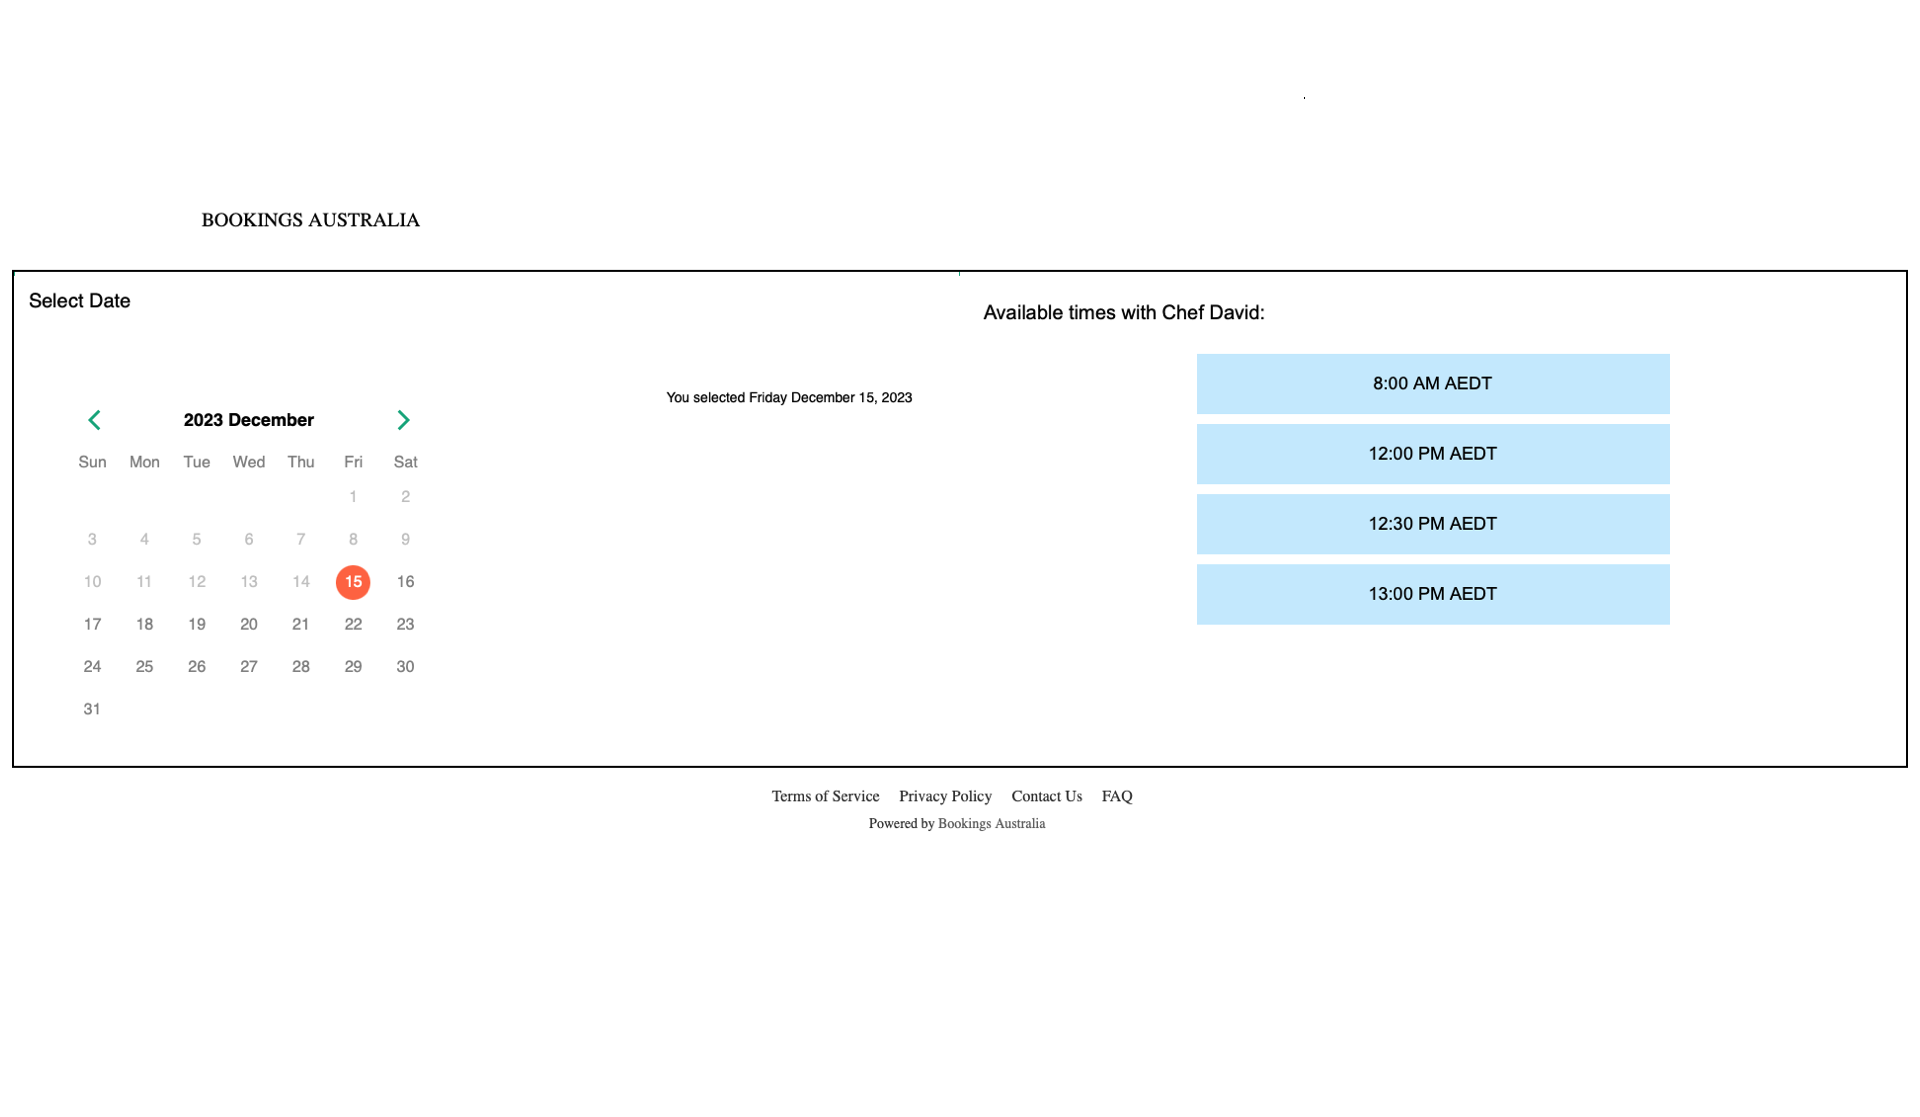 BOOKINGS AUSTRALIA
Select Date
You selected Friday December 15, 2023
2023 December
Sun Mon Tue Wed Thu Fri Sat
1 2
3 4 5 6 7 8 9
10 11 12 13 14 15 16
17 18 19 20 21 22 23
24 25 26 27 28 29 30
31
Available times with Chef David:
8:00 AM AEDT
12:00 PM AEDT
12:30 PM AEDT
13:00 PM AEDT
Terms of Service Privacy Policy Contact Us FAQ
Powered by Bookings Australia